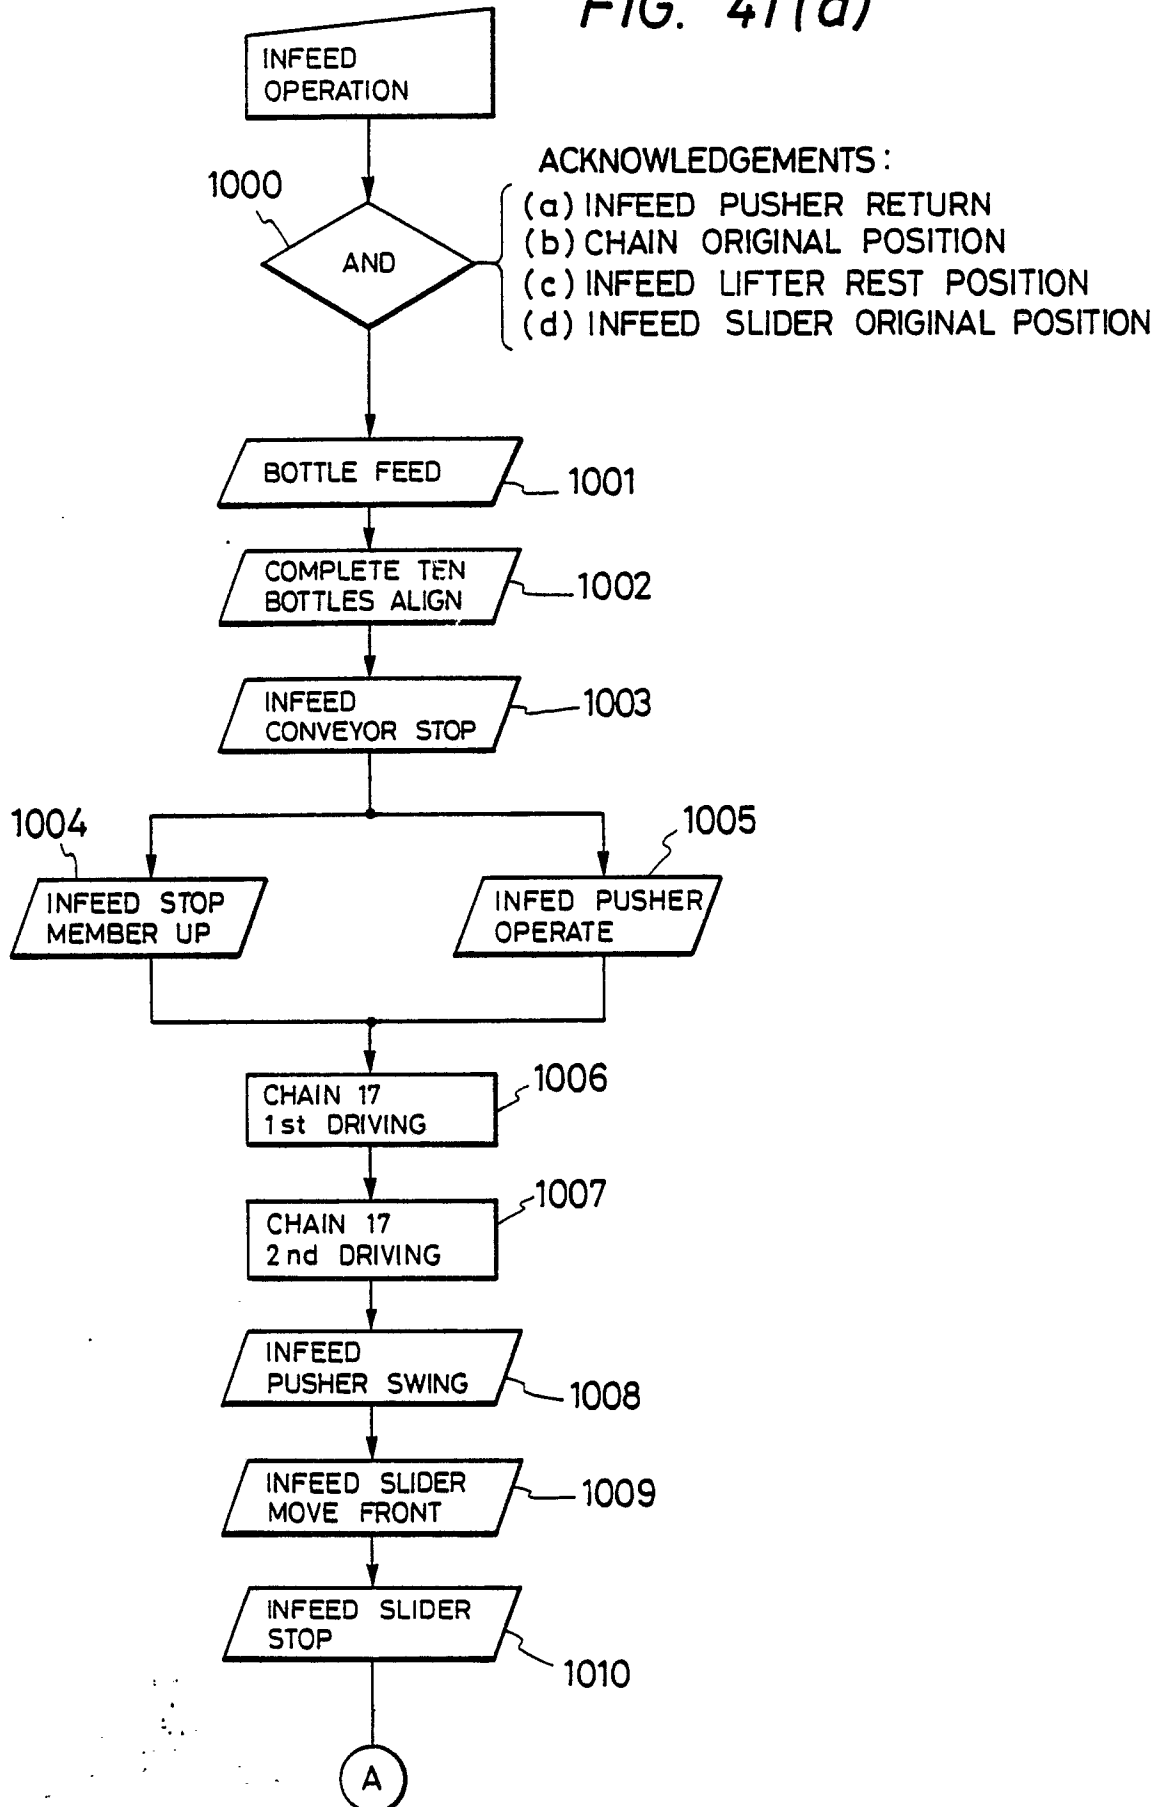 FIG. 41(a)
INFEED
OPERATION
1000
AND
ACKNOWLEDGEMENTS:
(a) INFEED PUSHER RETURN
(b) CHAIN ORIGINAL POSITION
(c) INFEED LIFTER REST POSITION
(d) INFEED SLIDER ORIGINAL POSITION
BOTTLE FEED
1001
COMPLETE TEN
BOTTLES ALIGN
1002
INFEED
CONVEYOR STOP
1003
1004
INFEED STOP
MEMBER UP
1005
INFED PUSHER
OPERATE
CHAIN 17
1st DRIVING
1006
CHAIN 17
2nd DRIVING
1007
INFEED
PUSHER SWING
1008
INFEED SLIDER
MOVE FRONT
1009
INFEED SLIDER
STOP
1010
A